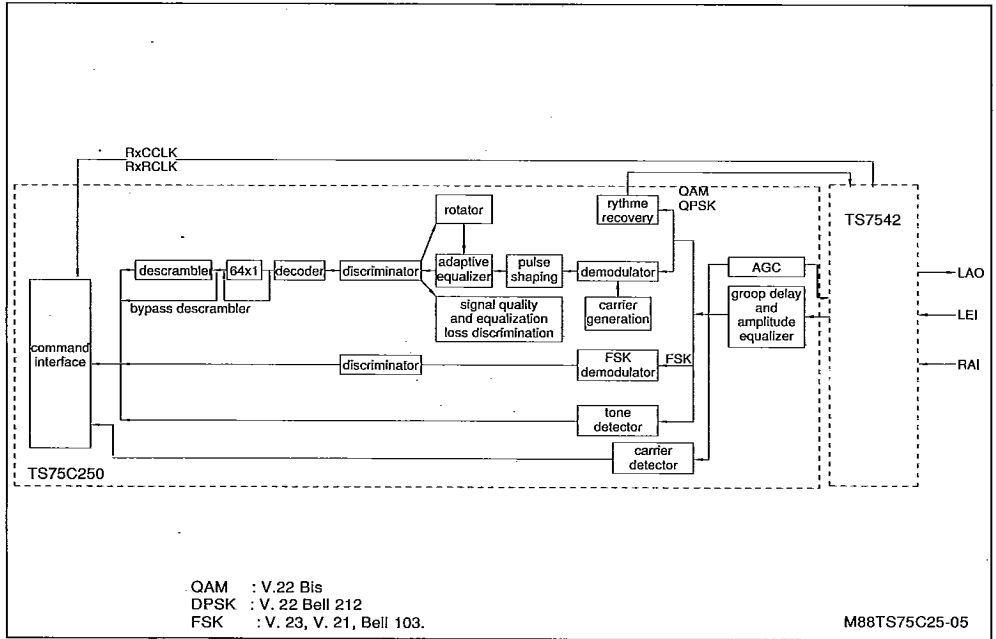 RxCCLK
RxRCLK
QAM
QPSK
rythme
recovery
TS7542
rotator
descrambler
64x1
decoder
discriminator
adaptive
equalizer
pulse
shaping
demodulator
AGC
LAO
bypass descrambler
signal quality
and equalization
loss discrimination
carrier
generation
groop delay
and
amplitude
equalizer
LEI
command
interface
discriminator
FSK
demodulator
FSK
RAI
tone
detector
carrier
detector
TS75C250
QAM : V.22 Bis
DPSK : V. 22 Bell 212
FSK : V. 23, V. 21, Bell 103.
M88TS75C25-05